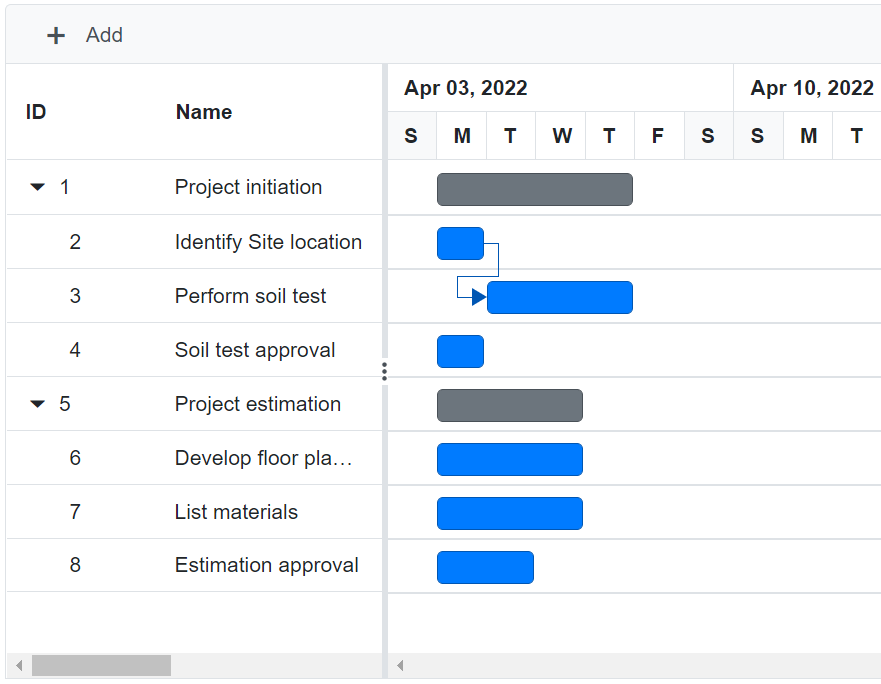 + Add
ID Name Apr 03, 2022 Apr 10, 2022
S M T W T F S S M T
1 Project initiation
2 Identify Site location
3 Perform soil test
4 Soil test approval
5 Project estimation
6 Develop floor pla…
7 List materials
8 Estimation approval